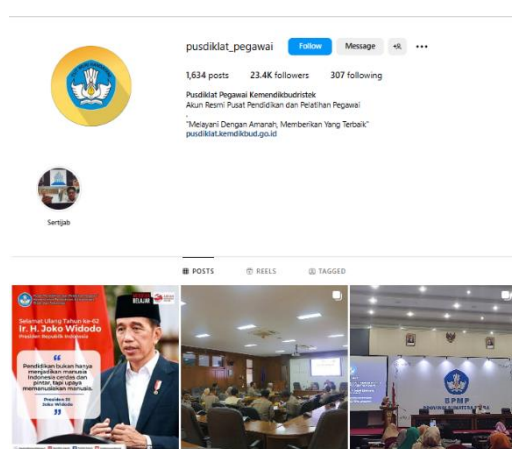 pusdiklat_pegawai
Follow
Message
1,634 posts
23.4K followers
307 following
Pusdiklat Pegawai Kemendikbudristek
Akun Resmi Pusat Pendidikan dan Pelatihan Pegawai
.
"Melayani Dengan Amanah, Memberikan Yang Terbaik"
pusdiklat.kemdikbud.go.id
Sertijab
POSTS
REELS
TAGGED
BELAJAR
Selamat Ulang Tahun ke-62
Ir. H. Joko Widodo
Presiden Republik Indonesia
“
Pendidikan bukan hanya
menjadikan manusia
Indonesia cerdas dan
pintar, tapi upaya
memanusiakan manusia.
Presiden RI
Joko Widodo
”
BPMP